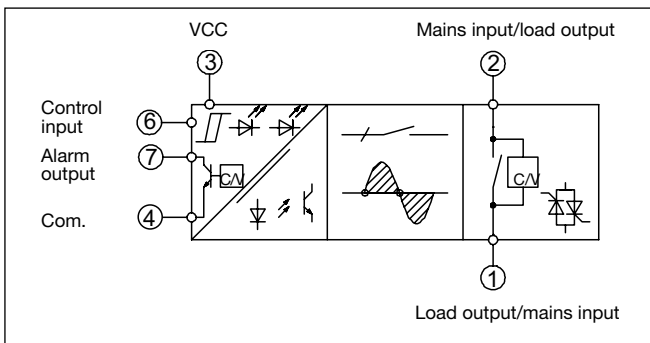 VCC
Mains input/load output
3
2
Control
input
6
Alarm
output
7
C/V
C/V
Com.
4
1
Load output/mains input